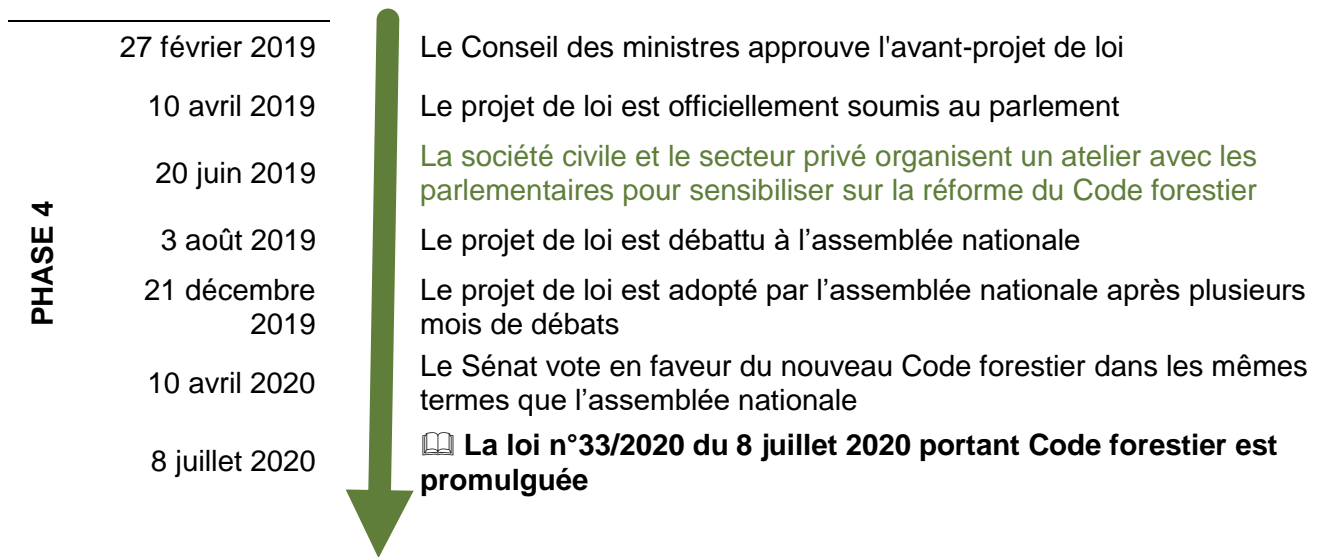 PHASE 4
27 février 2019
Le Conseil des ministres approuve l'avant-projet de loi
10 avril 2019
Le projet de loi est officiellement soumis au parlement
20 juin 2019
La société civile et le secteur privé organisent un atelier avec les
parlementaires pour sensibiliser sur la réforme du Code forestier
3 août 2019
Le projet de loi est débattu à l’assemblée nationale
21 décembre
2019
Le projet de loi est adopté par l’assemblée nationale après plusieurs
mois de débats
10 avril 2020
Le Sénat vote en faveur du nouveau Code forestier dans les mêmes
termes que l’assemblée nationale
8 juillet 2020
La loi n°33/2020 du 8 juillet 2020 portant Code forestier est
promulguée